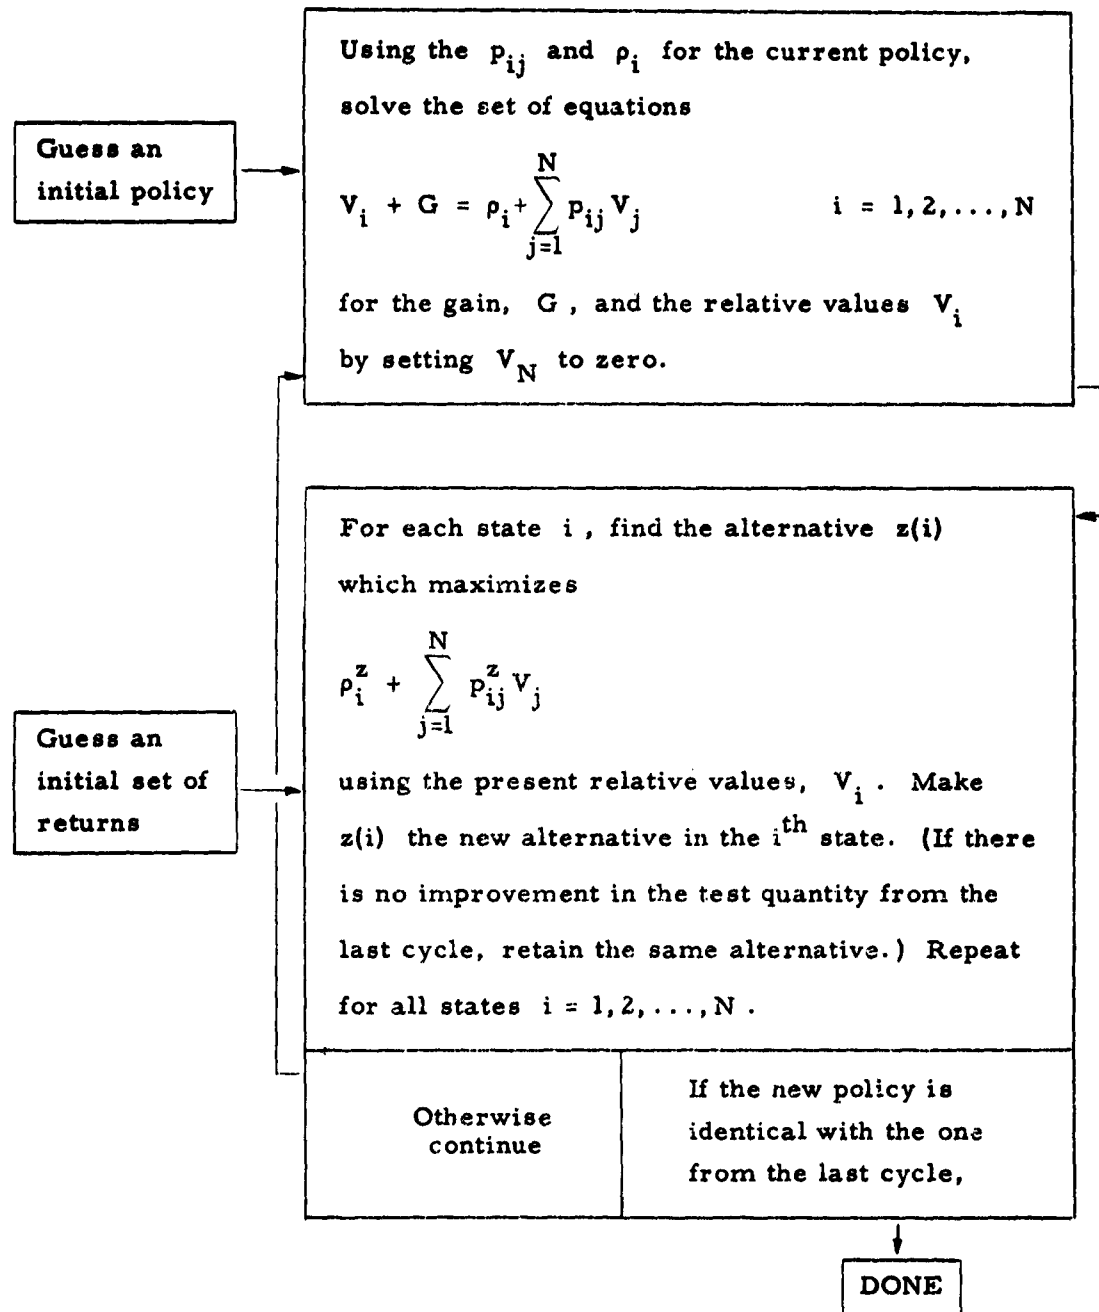 Guess an
initial policy
Using the p_ij and ρ_i for the current policy,
solve the set of equations
V_i + G = ρ_i + ∑_{j=1}^{N} p_ij V_j i = 1, 2, . . . , N
for the gain, G , and the relative values V_i
by setting V_N to zero.
Guess an
initial set of
returns
For each state i , find the alternative z(i)
which maximizes
ρ_i^z + ∑_{j=1}^{N} p_ij^z V_j
using the present relative values, V_i . Make
z(i) the new alternative in the i^th state. (If there
is no improvement in the test quantity from the
last cycle, retain the same alternative.) Repeat
for all states i = 1, 2, . . . , N .
Otherwise
continue
If the new policy is
identical with the one
from the last cycle,
DONE